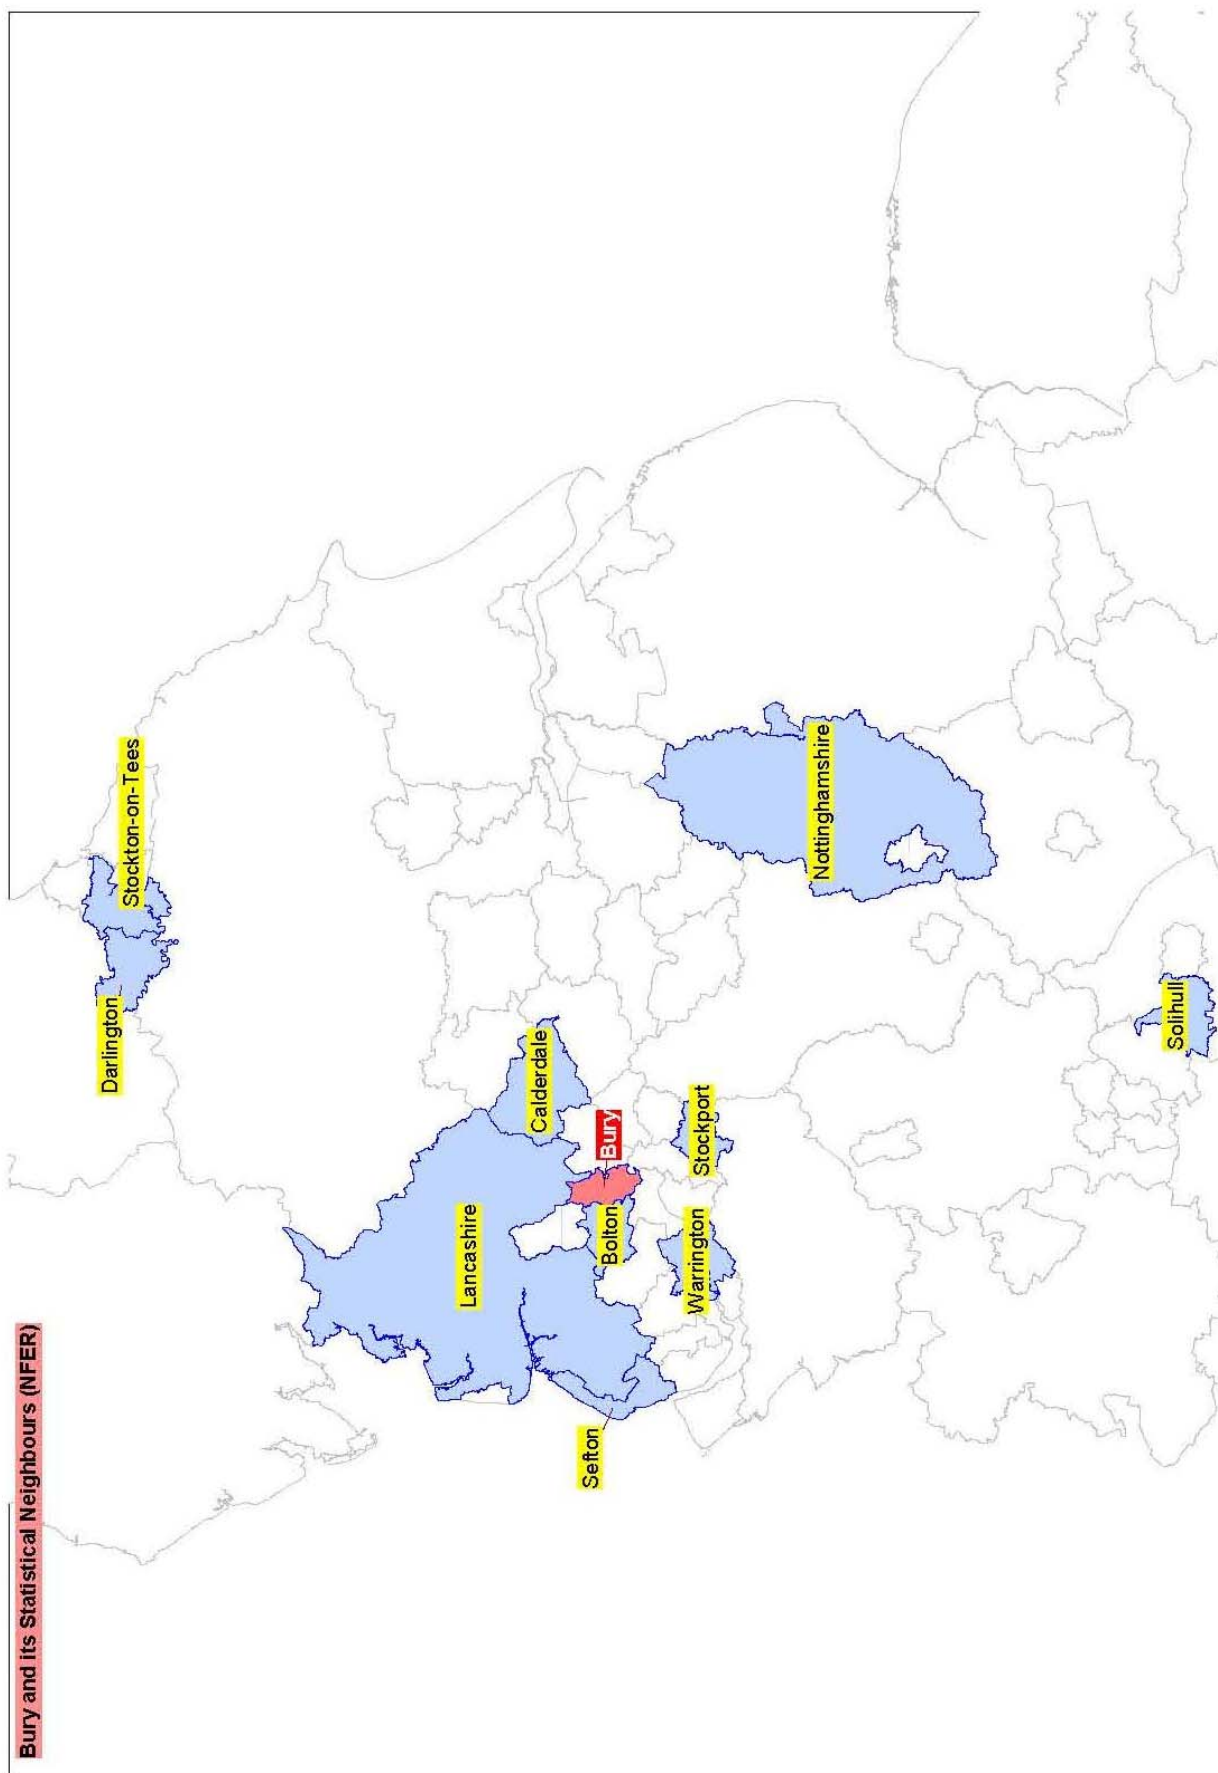 Bury and its Statistical Neighbours (NFER)
Stockton-on-Tees
Darlington
Lancashire
Calderdale
Sefton
Bolton
Bury
Warrington
Stockport
Nottinghamshire
Solihull